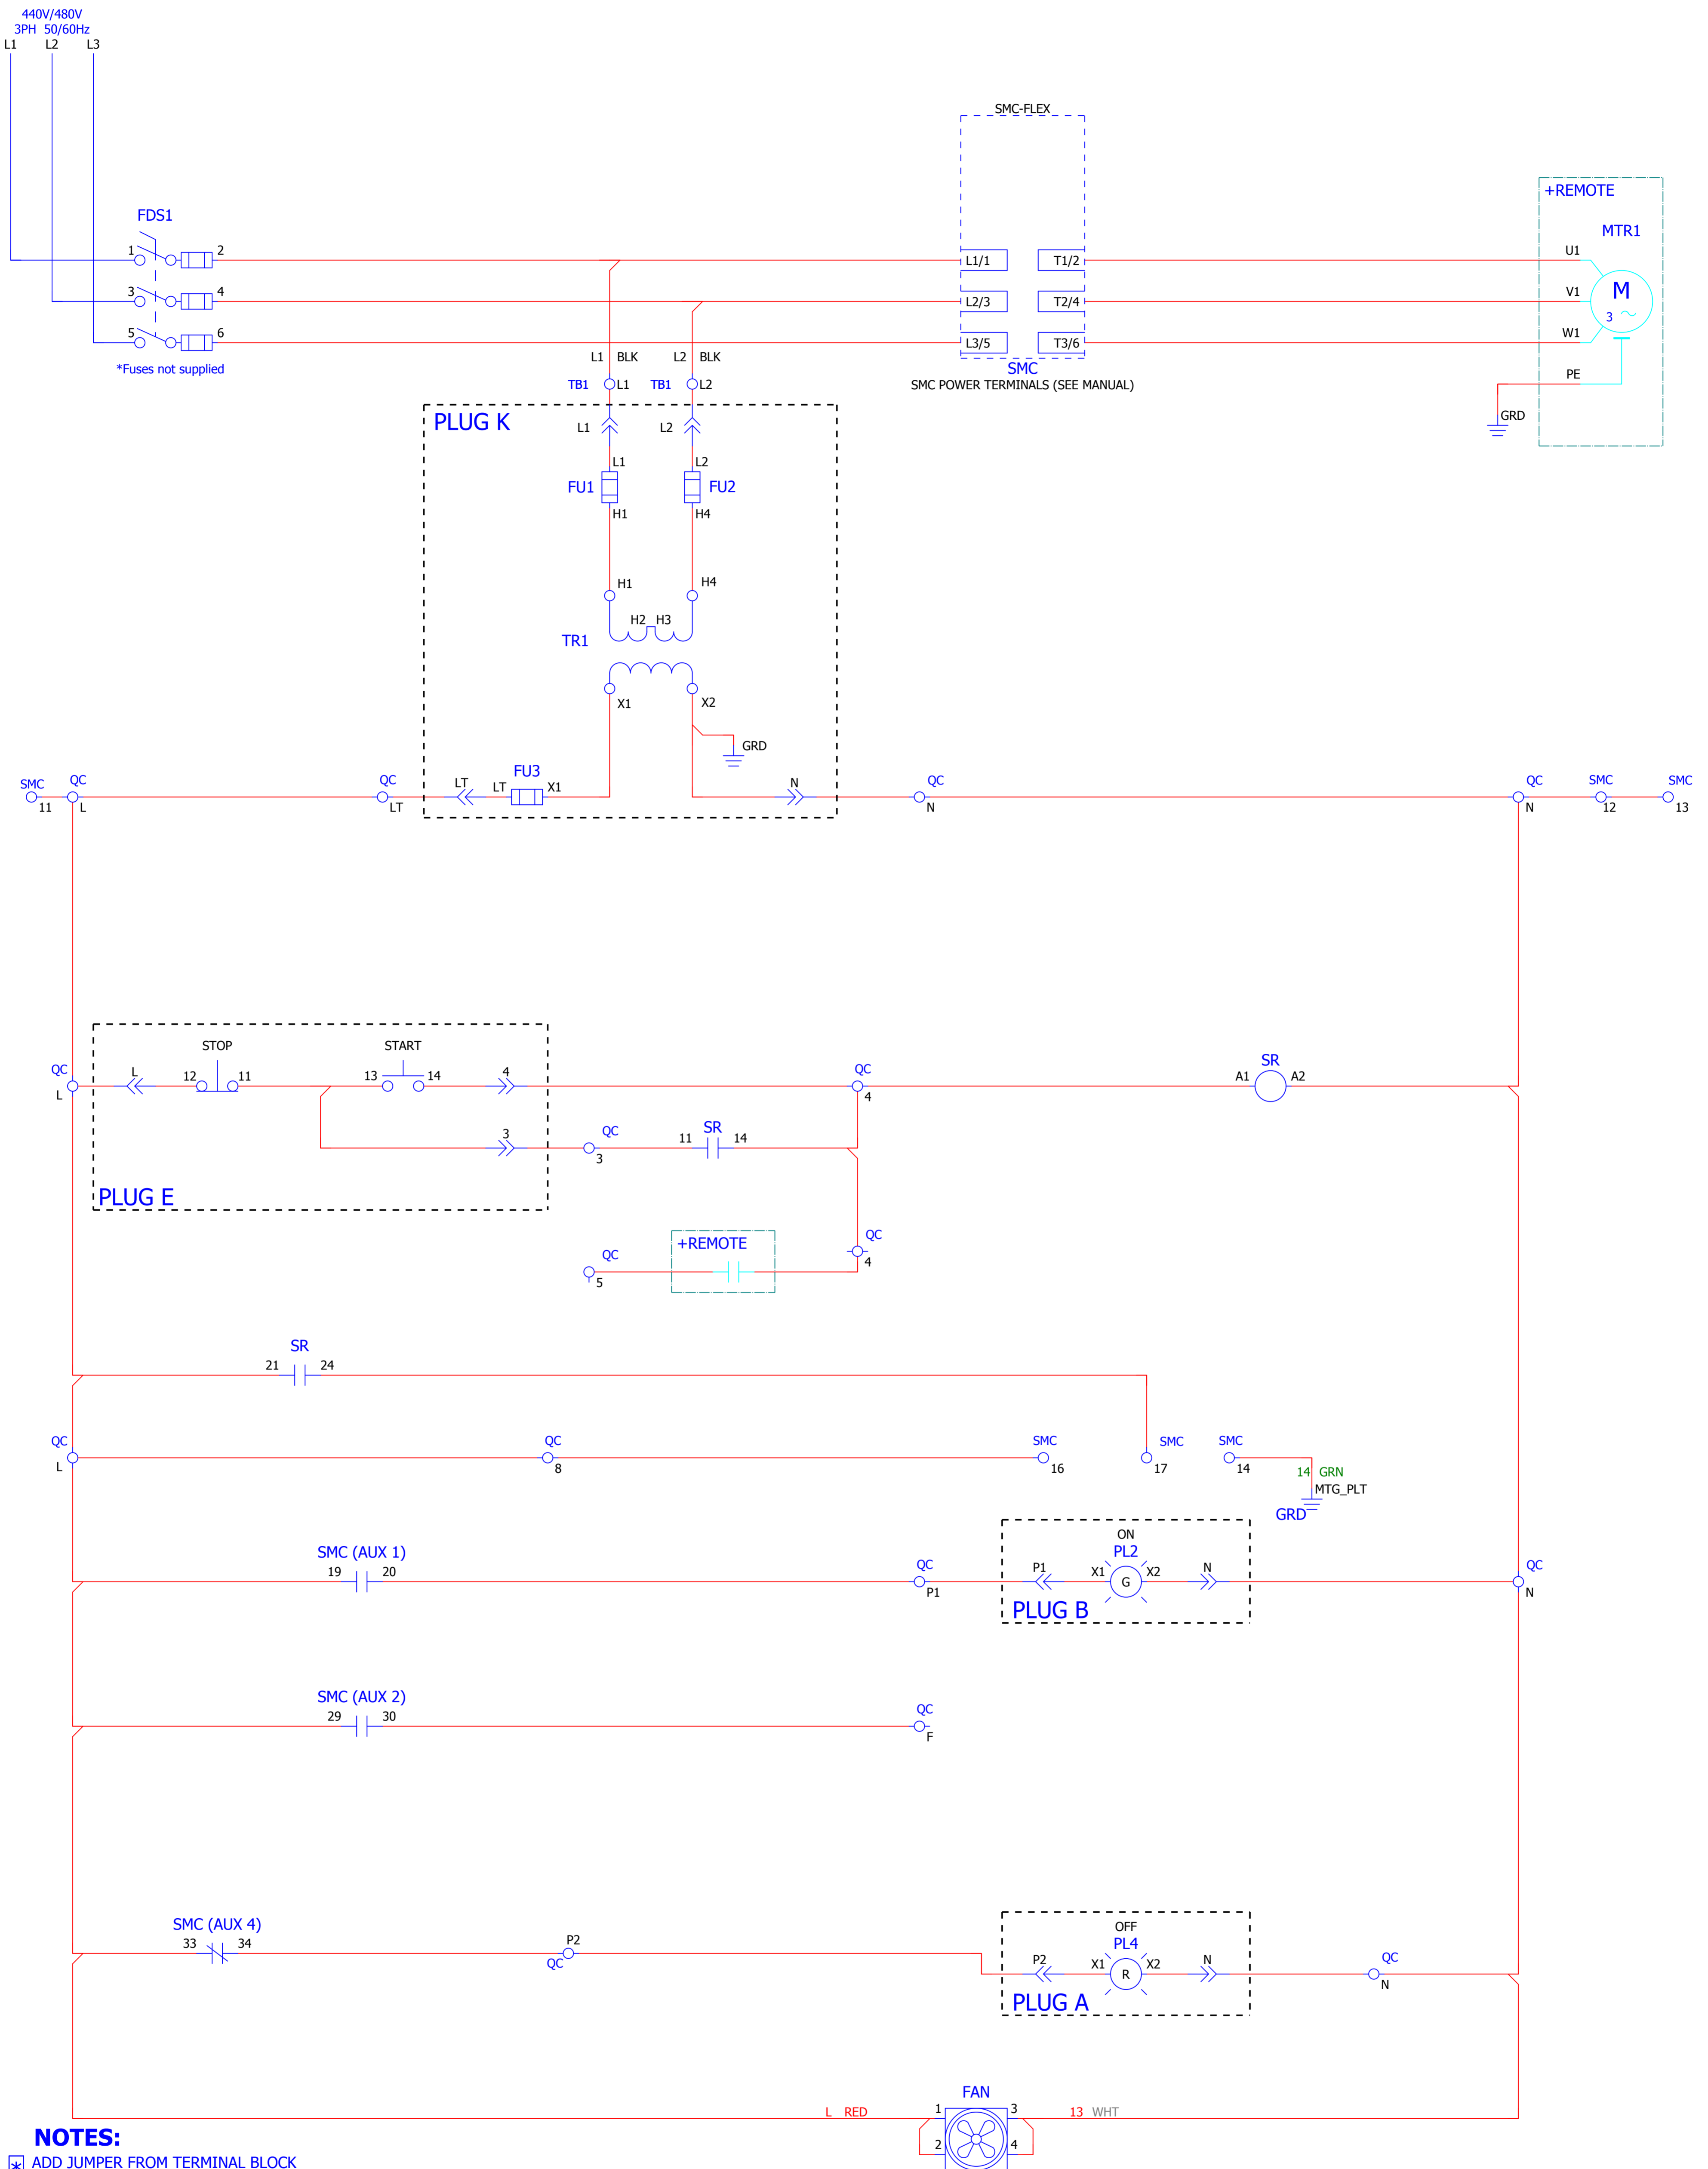 440V/480V
3PH 50/60Hz
L1 L2 L3
SMC-FLEX
+REMOTE
FDS1
MTR1
1 2
L1/1 T1/2
U1
3 4
L2/3 T2/4
V1
M
3
5 6
L3/5 T3/6
W1
*Fuses not supplied
L1 BLK L2 BLK
SMC
SMC POWER TERMINALS (SEE MANUAL)
PE
TB1 L1 TB1 L2
GRD
PLUG K
L1 L2
L1 L2
FU1 FU2
H1 H4
H1 H4
H2 H3
TR1
X1 X2
GRD
FU3
SMC QC QC LT LT X1 N QC QC SMC SMC
11 L LT N N 12 13
STOP START
QC L 12 11 13 14 4 QC SR
A1 A2
L 4
3 QC 11 SR 14
3
PLUG E
QC +REMOTE QC
5 4
SR
21 24
QC QC SMC SMC SMC
L 8 16 17 14
14 GRN
MTG_PLT
GRD
SMC (AUX 1)
19 20
ON
PL2
QC P1 X1 G X2 N QC
P1 N
PLUG B
SMC (AUX 2)
29 30
QC
F
SMC (AUX 4)
33 34
P2
QC
OFF
PL4
P2 X1 R X2 N QC
N
PLUG A
FAN
L RED 1 3 13 WHT
2 4
NOTES:
* ADD JUMPER FROM TERMINAL BLOCK